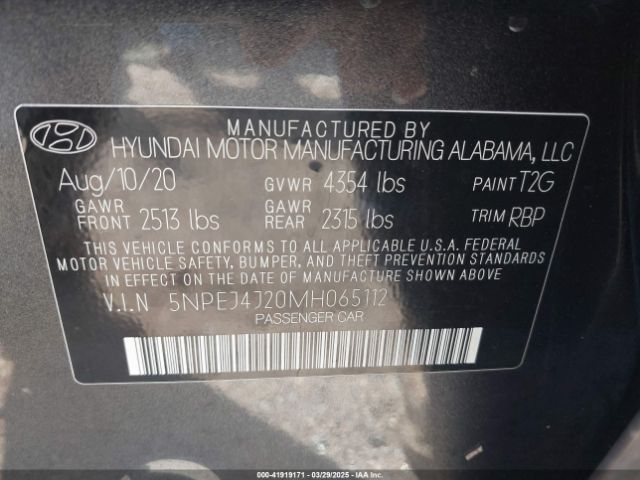 MANUFACTURED BY
HYUNDAI MOTOR MANUFACTURING ALABAMA, LLC
Aug/10/20 GVWR 4354 lbs PAINT T2G
GAWR FRONT 2513 lbs GAWR REAR 2315 lbs TRIM RBP
THIS VEHICLE CONFORMS TO ALL APPLICABLE U.S.A. FEDERAL
MOTOR VEHICLE SAFETY, BUMPER, AND THEFT PREVENTION STANDARDS
IN EFFECT ON THE DATE OF MANUFACTURE SHOWN ABOVE
V.I.N 5NPEJ4J20MH065112
PASSENGER CAR
000-41919171 - 03/29/2025 - IAAI.COM